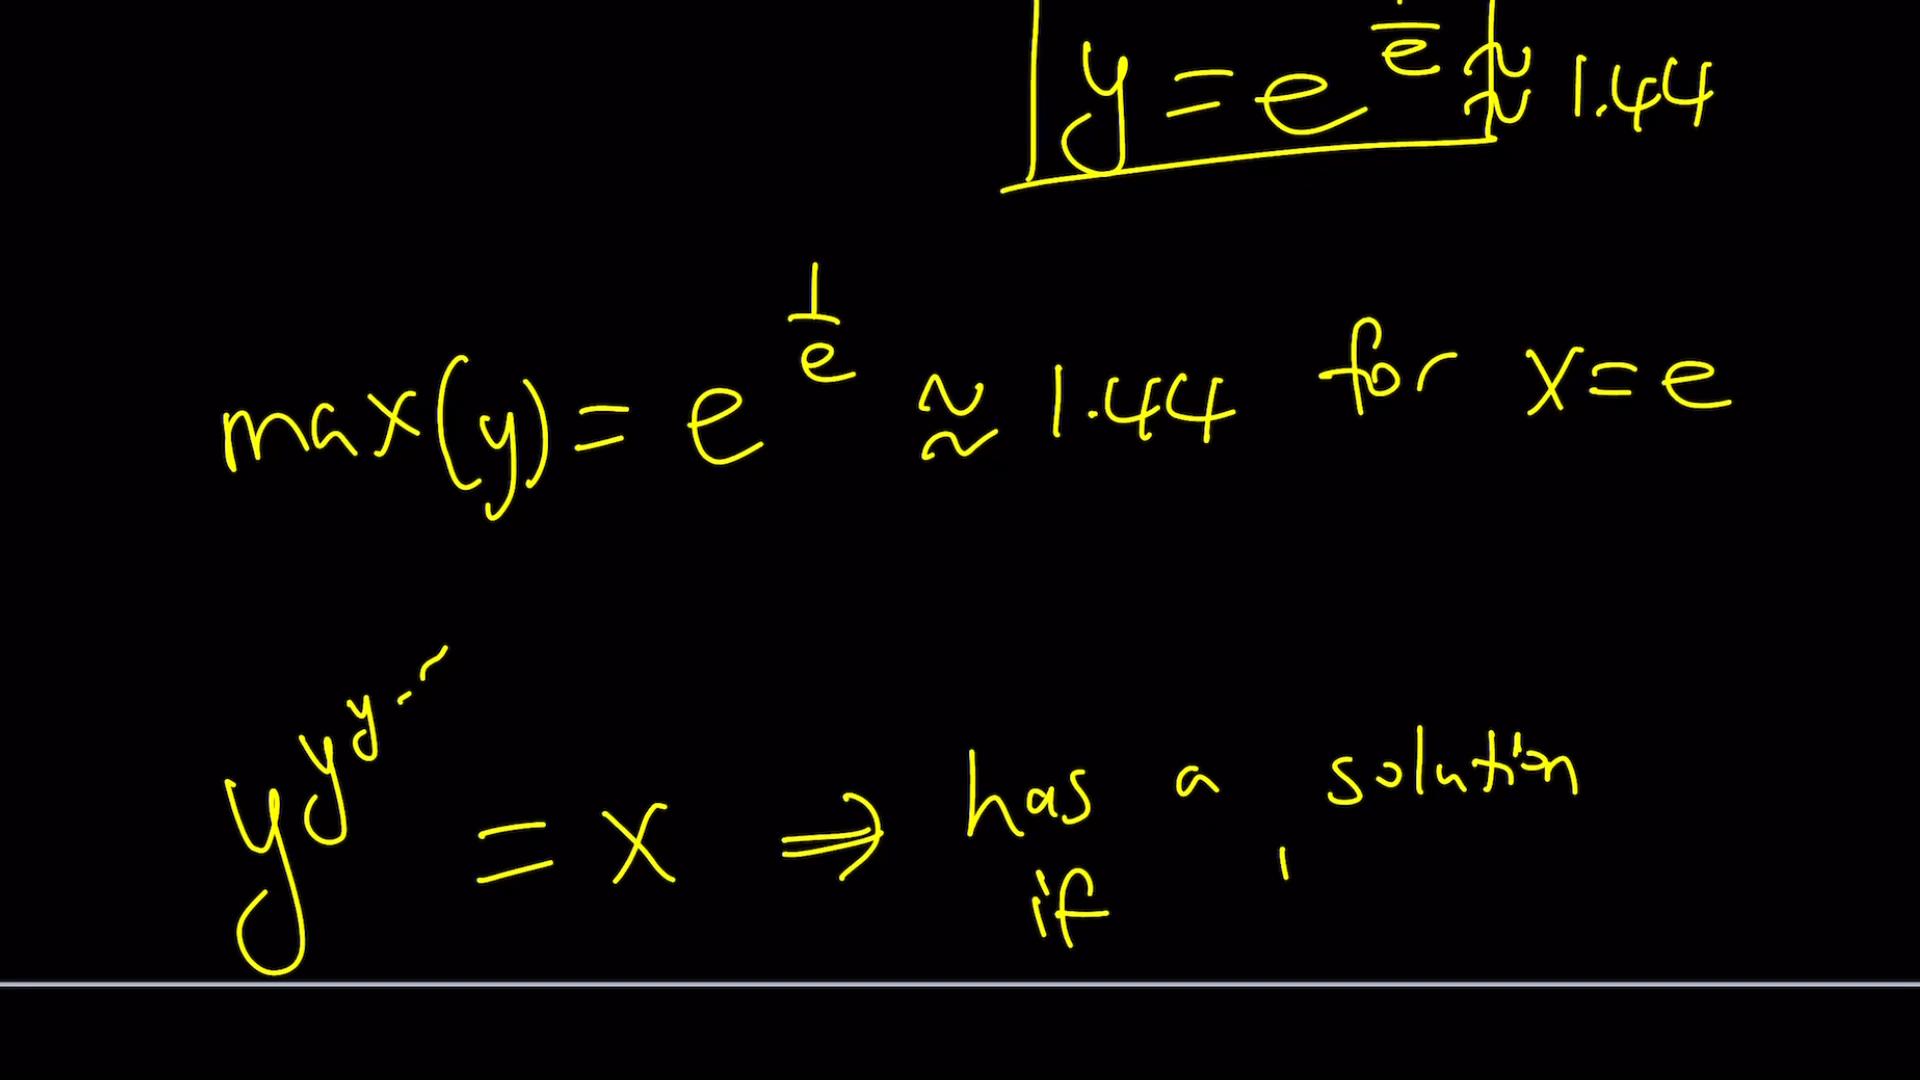 y = e^{1/e} ≈ 1.44
max(y) = e^{1/e} ≈ 1.44 for x = e
y^{y^{y^{⋰}}} = x ⇒ has a solution
if